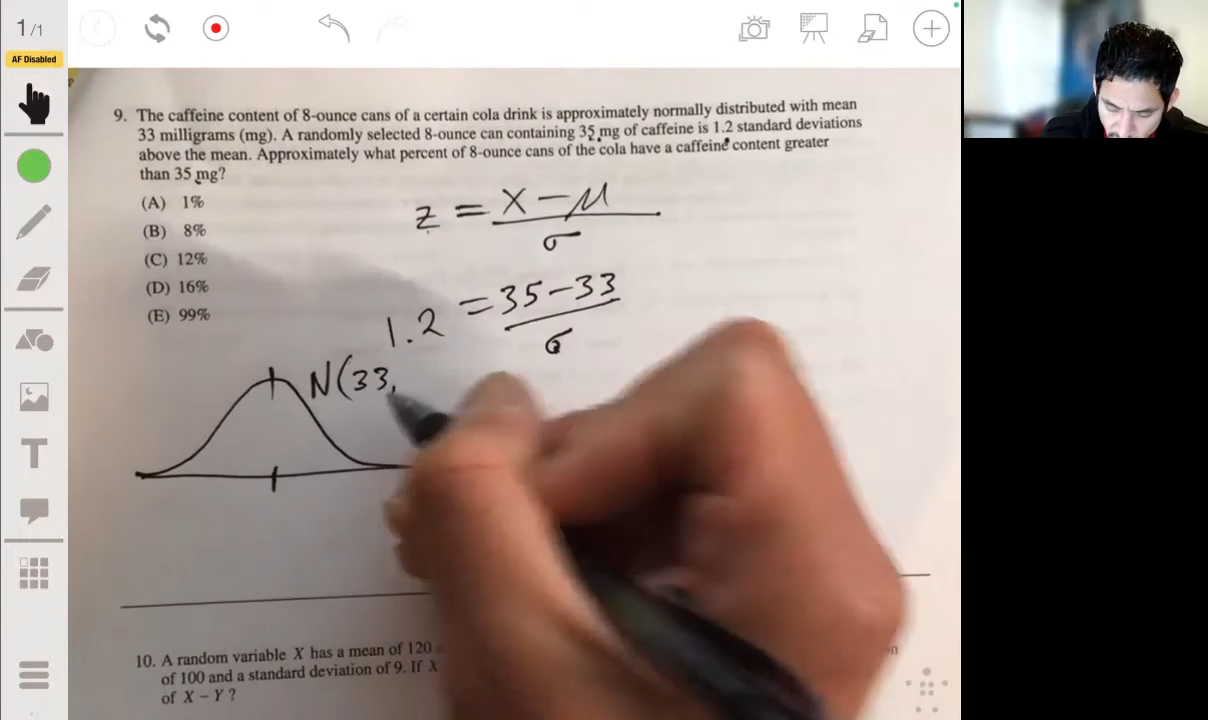 1/1
AF Disabled
9. The caffeine content of 8-ounce cans of a certain cola drink is approximately normally distributed with mean
33 milligrams (mg). A randomly selected 8-ounce can containing 35 mg of caffeine is 1.2 standard deviations
above the mean. Approximately what percent of 8-ounce cans of the cola have a caffeine content greater
than 35 mg?
(A) 1%
(B) 8%
(C) 12%
(D) 16%
(E) 99%
z = x - μ
σ
1.2 = 35 - 33
σ
N(33,
T
10. A random variable X has a mean of 120
of 100 and a standard deviation of 9. If X
of X - Y ?